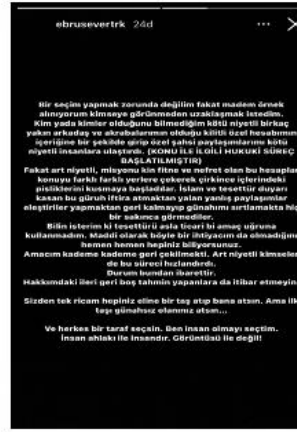 ebrusevertrk 24d
Bir seçim yapmak zorunda değilim fakat madem örnek
alınıyorum kimseye görünmeden uzaklaşmak istedim.
Kim yada kimler olduğunu bilmediğim kötü niyetli birkaç
yakın arkadaş ve akrabalarımın olduğu kilitli özel hesabımın
içeriğine bir şekilde girip özel şahsi paylaşımlarımı kötü
niyetli insanlara ulaştırdı. (KONU İLE İLGİLİ HUKUKİ SÜREÇ
BAŞLATILMIŞTIR)
Fakat art niyetli, misyonu kin fitne ve nefret olan bu hesaplar
konuyu farklı farklı yerlere çekerek erkinin içlerindeki
pisliklerini kusmaya başladılar. İslam ve tesettür duyarı
kasan bu güruh iftira atmaktan yalan yanlış paylaşımlar
eleştiriler yapmaktan geri kalmayıp günahımı sırtlamakta hiç
bir sakınca görmediler.
Bilin isterim ki tesettürü asla ticari bi amaç uğruna
kullanmadım. Maddi olarak böyle bir ihtiyacım da olmadığını
hemen hemen hepiniz biliyorsunuz.
Amacım kademe kademe geri çekilmekti. Art niyetli kimseler
de bu süreci hızlandırdı.
Durum bundan ibarettir.
Hakkımdaki ileri geri boş tahmin yapanlara da itibar etmeyin.
Sizden tek ricam hepiniz eline bir taş atıp bana atsın. Ama ilk
taşı günahsız olanınız atsın...
Ve herkes bir taraf seçsin. Ben insan olmayı seçtim.
İnsan ahlakı ile insandır. Görüntüsü ile değil!